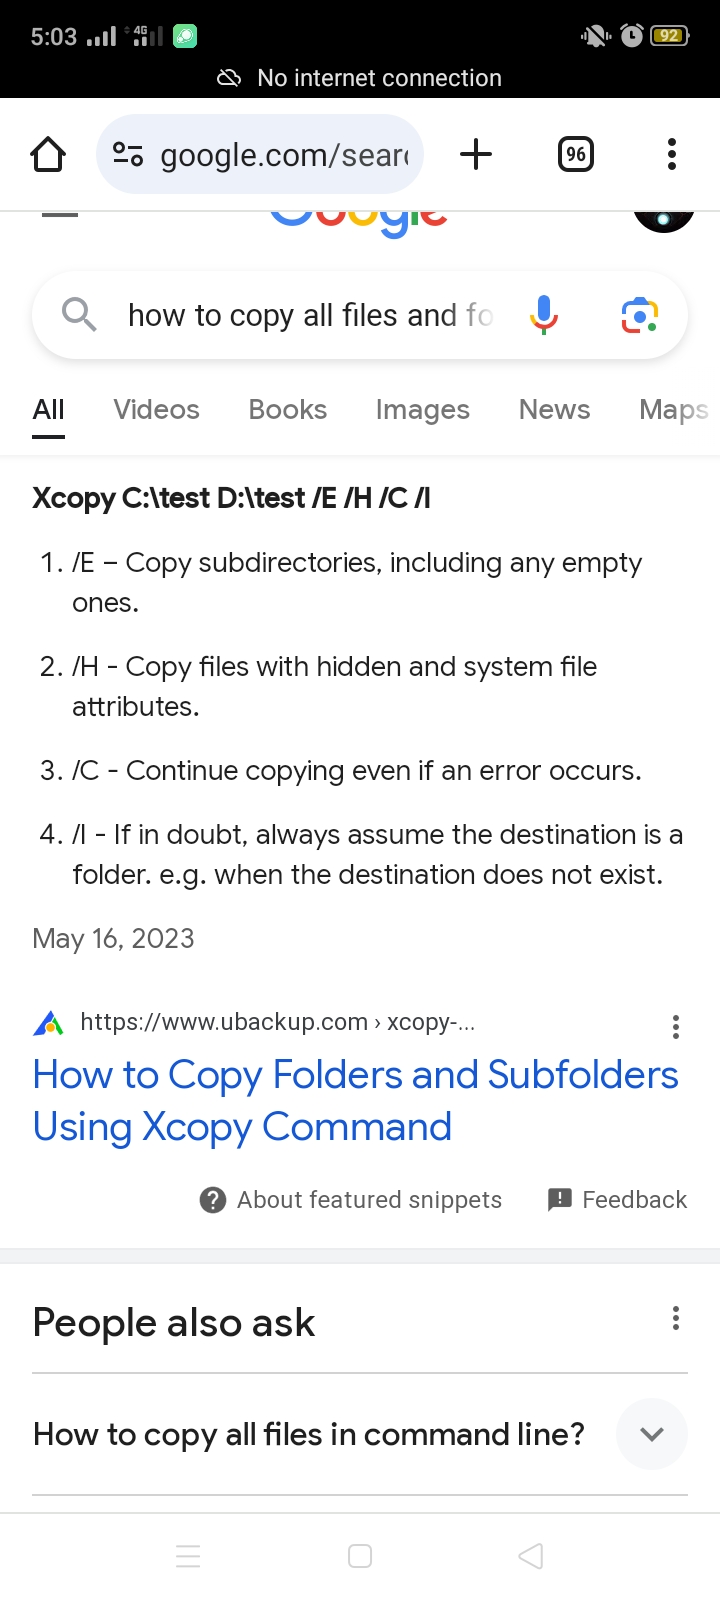 5:03 4G 92
No internet connection
google.com/sear
96
Google
how to copy all files and fo
All Videos Books Images News Maps
Xcopy C:\test D:\test /E /H /C /I
1. /E – Copy subdirectories, including any empty
ones.
2. /H - Copy files with hidden and system file
attributes.
3. /C - Continue copying even if an error occurs.
4. /I - If in doubt, always assume the destination is a
folder. e.g. when the destination does not exist.
May 16, 2023
https://www.ubackup.com › xcopy-...
How to Copy Folders and Subfolders
Using Xcopy Command
About featured snippets Feedback
People also ask
How to copy all files in command line?